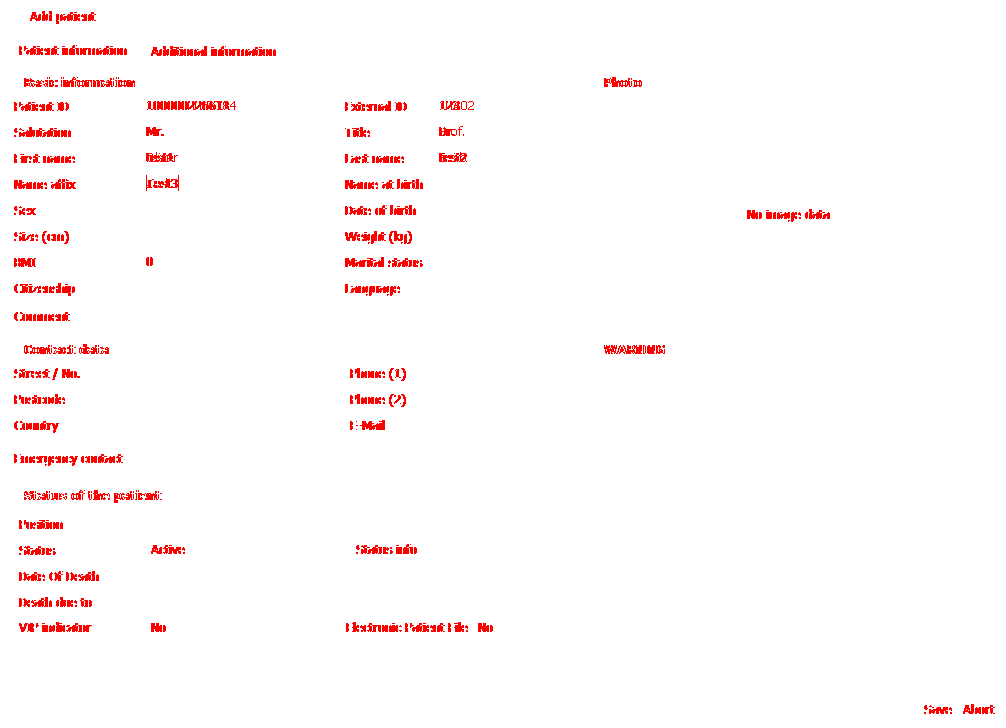 Add patient
Patient information Additional information
Basic information Photo
Patient ID External ID
Salutation Mr. Title Prof.
First name Last name Test2
Name affix Test3 Name at birth
Sex Date of birth
No image data
Size (cm) Weight (kg)
BMI 0 Marital status
Citizenship Language
Comment
Contact data WARNING
Street / No. Phone (1)
Postcode Phone (2)
Country E-Mail
Emergency contact
Status of the patient
Position
Status Active Status info
Date Of Death
Death due to
VIP indicator No Electronic Patient File No
Save Abort